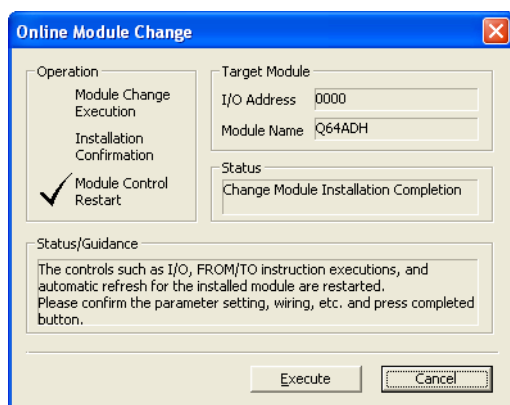 Online Module Change
Operation
Module Change
Execution
Installation
Confirmation
Module Control
Restart
Target Module
I/O Address 0000
Module Name Q64ADH
Status
Change Module Installation Completion
Status/Guidance
The controls such as I/O, FROM/TO instruction executions, and
automatic refresh for the installed module are restarted.
Please confirm the parameter setting, wiring, etc. and press completed
button.
Execute Cancel